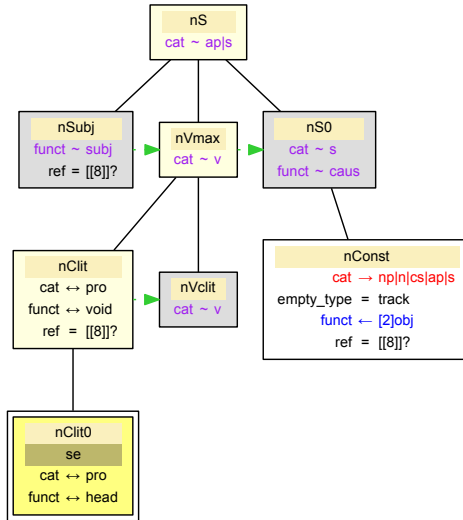 nS
cat ~ ap|s
nSubj
funct ~ subj
ref = [[8]]?
nVmax
cat ~ v
nS0
cat ~ s
funct ~ caus
nClit
cat ↔ pro
funct ↔ void
ref = [[8]]?
nVclit
cat ~ v
nConst
cat → np|n|cs|ap|s
empty_type = track
funct ← [2]obj
ref = [[8]]?
nClit0
se
cat ↔ pro
funct ↔ head